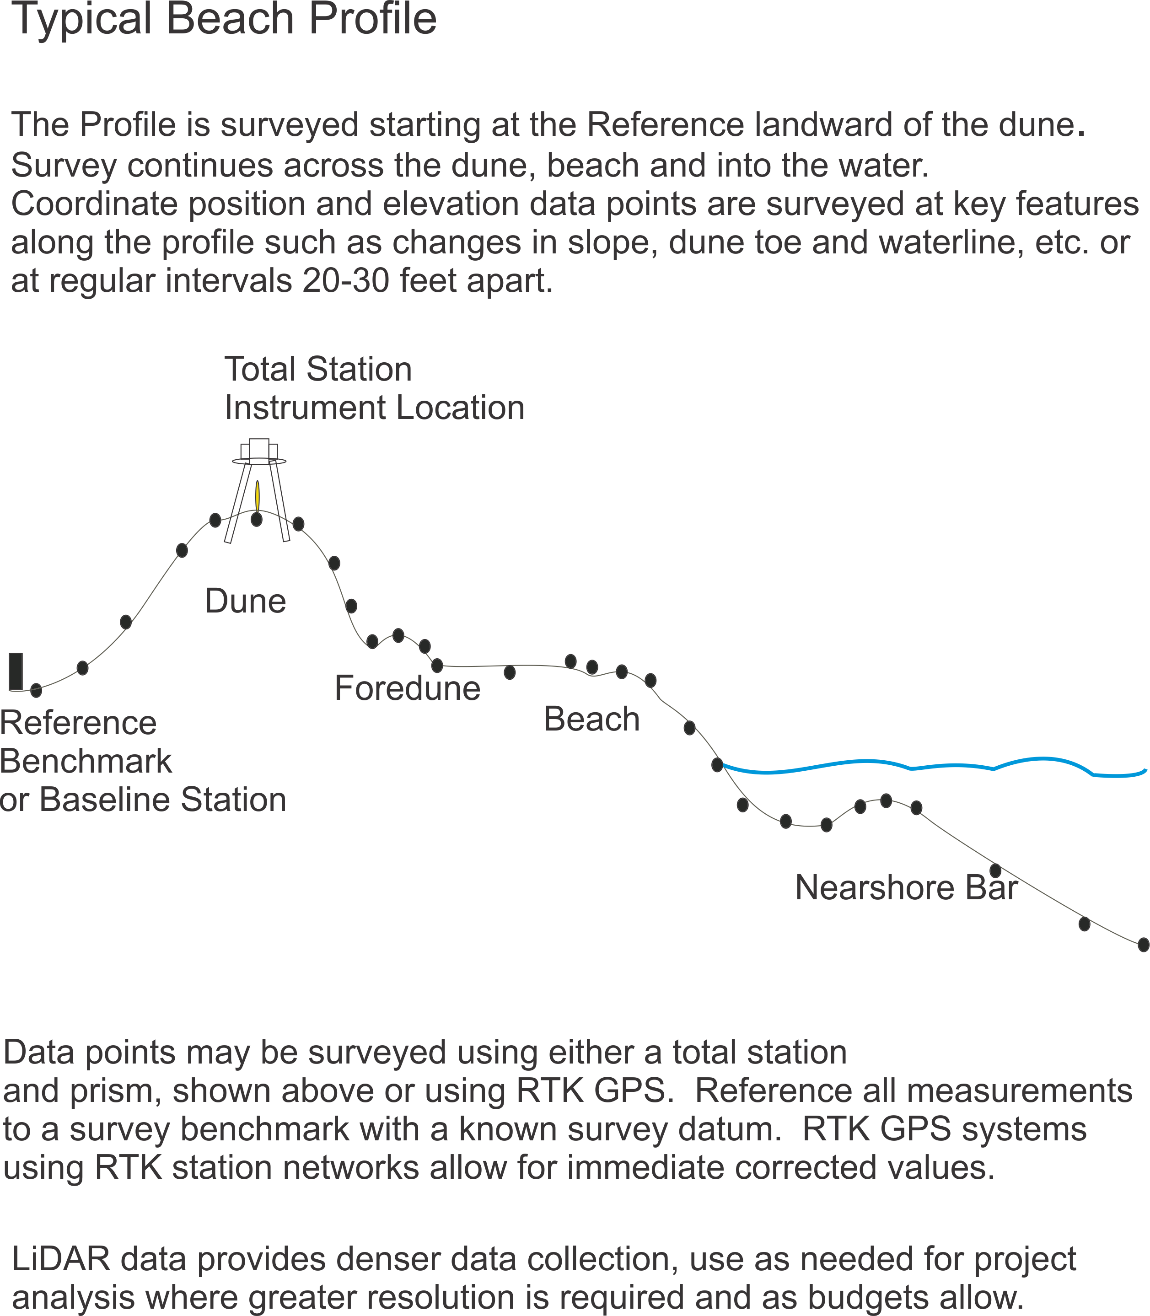 Typical Beach Profile
The Profile is surveyed starting at the Reference landward of the dune.
Survey continues across the dune, beach and into the water.
Coordinate position and elevation data points are surveyed at key features
along the profile such as changes in slope, dune toe and waterline, etc. or
at regular intervals 20-30 feet apart.
Total Station
Instrument Location
Dune
Foredune
Reference
Benchmark
or Baseline Station
Beach
Nearshore Bar
Data points may be surveyed using either a total station
and prism, shown above or using RTK GPS.  Reference all measurements
to a survey benchmark with a known survey datum.  RTK GPS systems
using RTK station networks allow for immediate corrected values.
LiDAR data provides denser data collection, use as needed for project
analysis where greater resolution is required and as budgets allow.